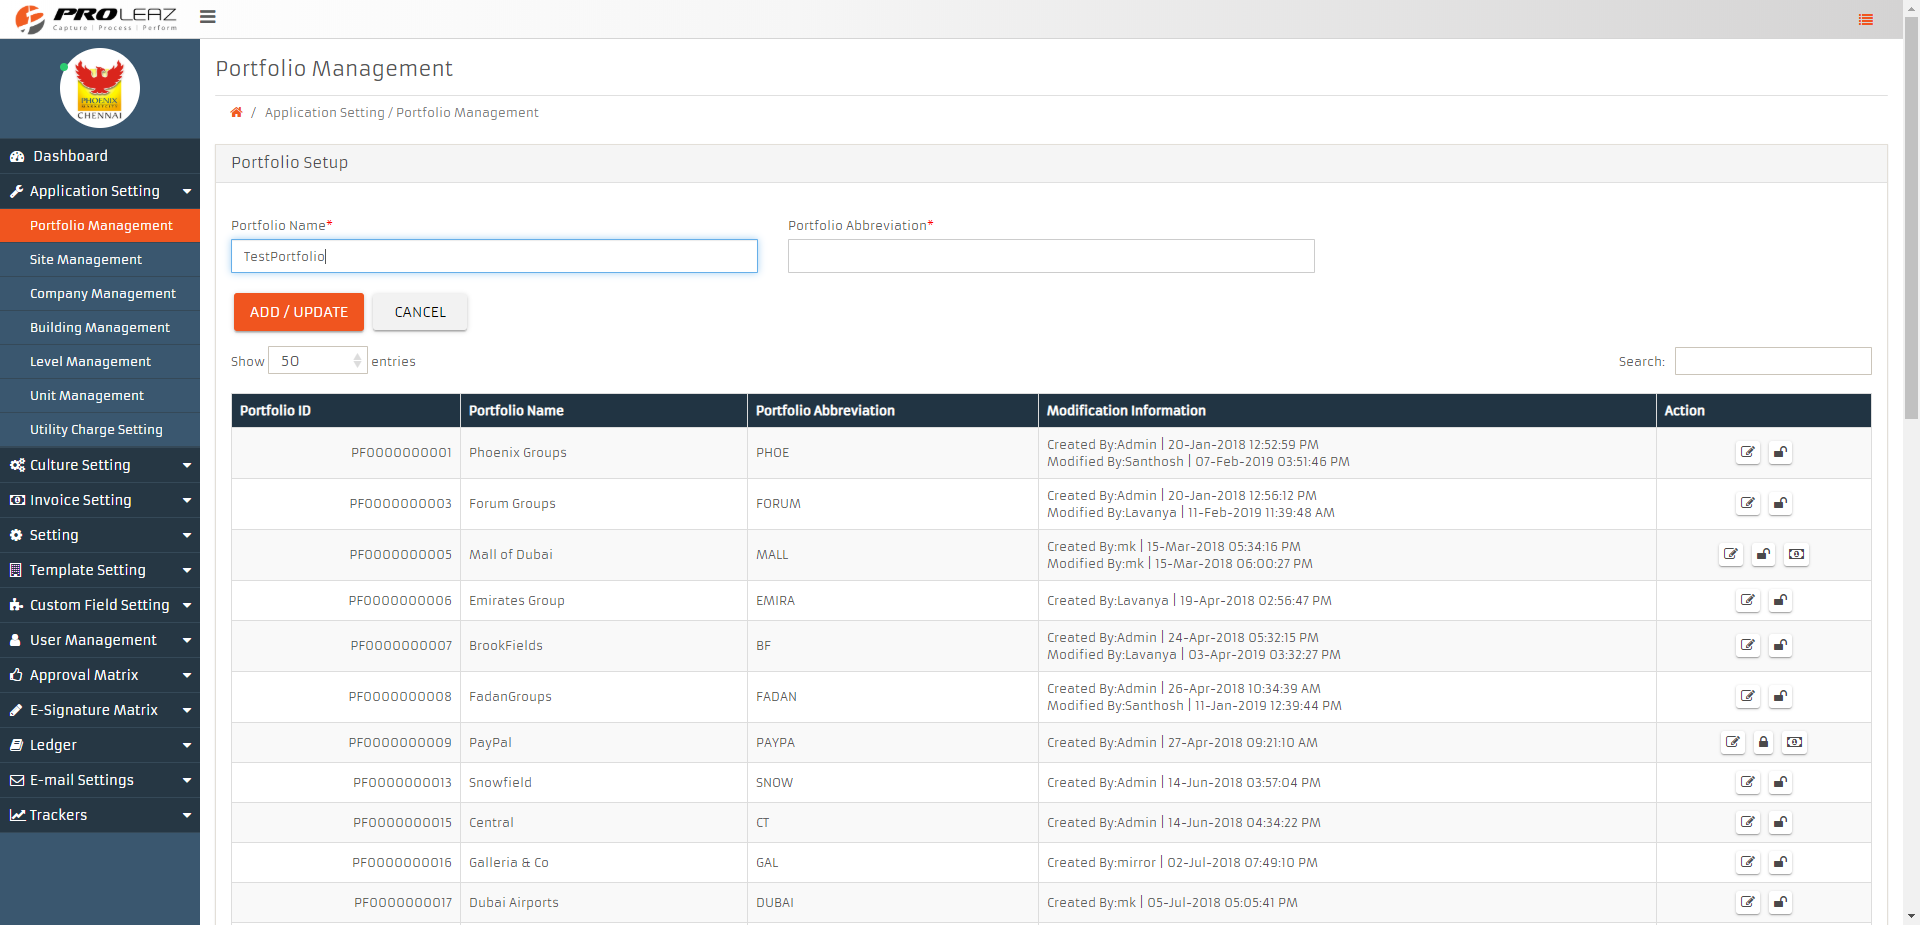 PROLEAZ
Capture | Process | Perform
PHOENIX
MARKETCITY
CHENNAI
Dashboard
Application Setting
Portfolio Management
Site Management
Company Management
Building Management
Level Management
Unit Management
Utility Charge Setting
Culture Setting
Invoice Setting
Setting
Template Setting
Custom Field Setting
User Management
Approval Matrix
E-Signature Matrix
Ledger
E-mail Settings
Trackers
Portfolio Management
/ Application Setting / Portfolio Management
Portfolio Setup
Portfolio Name* Portfolio Abbreviation*
TestPortfolio
ADD / UPDATE CANCEL
Show 50 entries Search:
Portfolio ID Portfolio Name Portfolio Abbreviation Modification Information Action
PF0000000001 Phoenix Groups PHOE Created By:Admin | 20-Jan-2018 12:52:59 PM
Modified By:Santhosh | 07-Feb-2019 03:51:46 PM
PF0000000003 Forum Groups FORUM Created By:Admin | 20-Jan-2018 12:56:12 PM
Modified By:Lavanya | 11-Feb-2019 11:39:48 AM
PF0000000005 Mall of Dubai MALL Created By:mk | 15-Mar-2018 05:34:16 PM
Modified By:mk | 15-Mar-2018 06:00:27 PM
PF0000000006 Emirates Group EMIRA Created By:Lavanya | 19-Apr-2018 02:56:47 PM
PF0000000007 BrookFields BF Created By:Admin | 24-Apr-2018 05:32:15 PM
Modified By:Lavanya | 03-Apr-2019 03:32:27 PM
PF0000000008 FadanGroups FADAN Created By:Admin | 26-Apr-2018 10:34:39 AM
Modified By:Santhosh | 11-Jan-2019 12:39:44 PM
PF0000000009 PayPal PAYPA Created By:Admin | 27-Apr-2018 09:21:10 AM
PF0000000013 Snowfield SNOW Created By:Admin | 14-Jun-2018 03:57:04 PM
PF0000000015 Central CT Created By:Admin | 14-Jun-2018 04:34:22 PM
PF0000000016 Galleria & Co GAL Created By:mirror | 02-Jul-2018 07:49:10 PM
PF0000000017 Dubai Airports DUBAI Created By:mk | 05-Jul-2018 05:05:41 PM